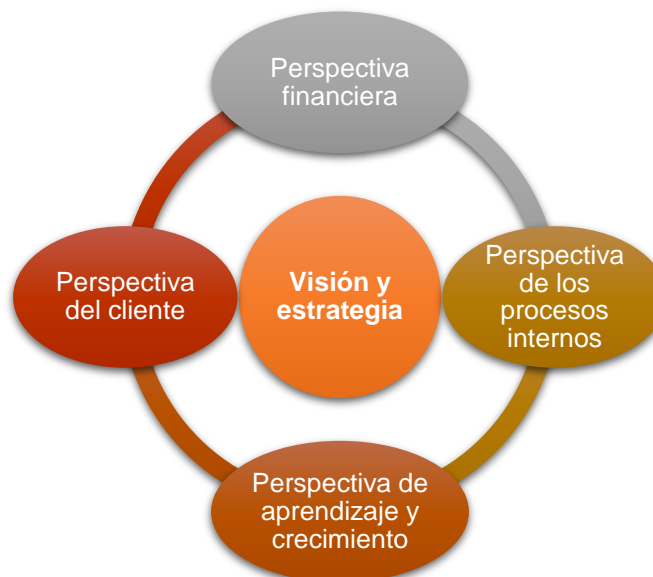 Perspectiva
financiera
Perspectiva
del cliente
Visión y
estrategia
Perspectiva
de los
procesos
internos
Perspectiva de
aprendizaje y
crecimiento